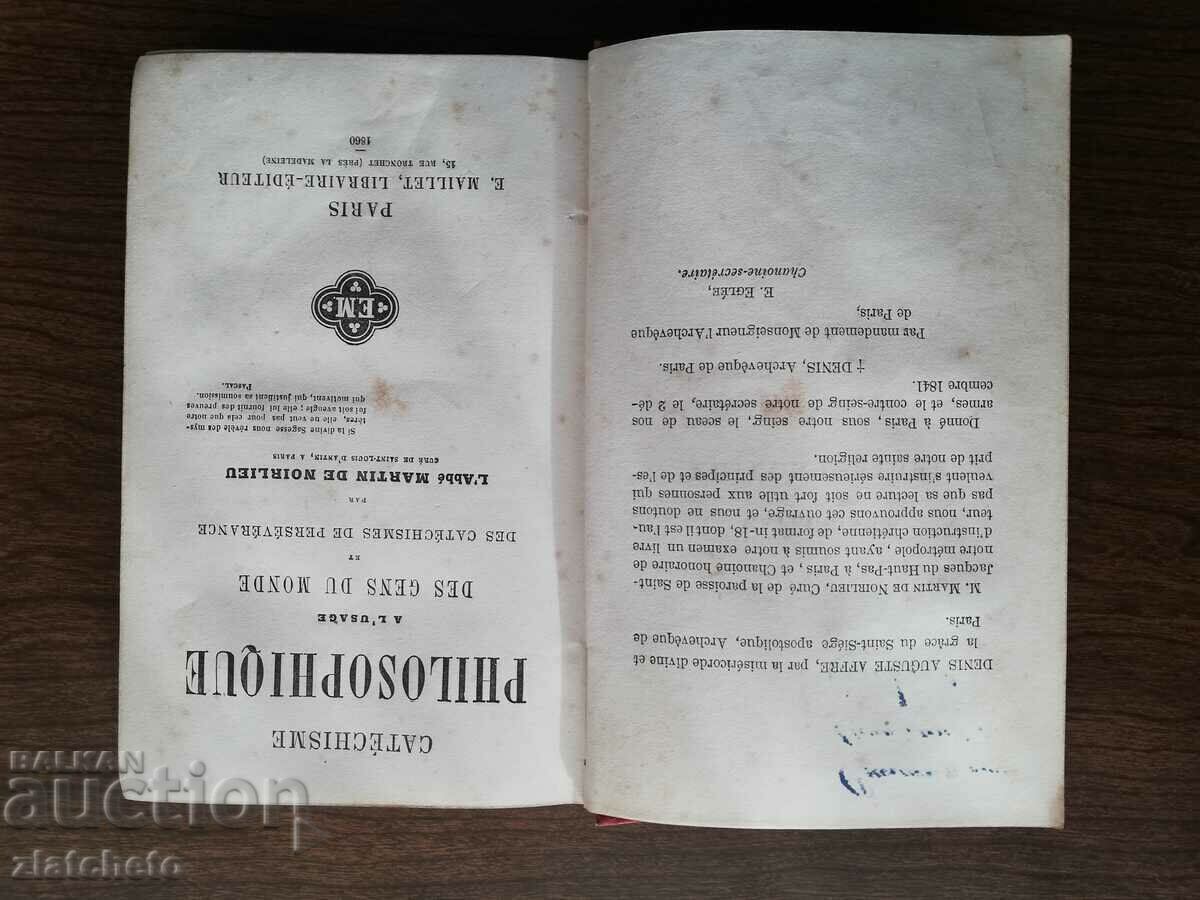 CATÉCHISME
PHILOSOPHIQUE
A L'USAGE
DES GENS DU MONDE
ET
DES CATÉCHISMES DE PERSÉVÉRANCE
PAR
L'Abbé MARTIN DE NOIRLIEU
CURÉ DE SAINT-LOUIS D'ANTIN, A PARIS
Si la divine Sagesse nous révèle des mys-
tères, elle ne veut pas pour cela que notre
foi soit aveugle; elle lui fournit des preuves
qui motivent, qui justifient sa soumission.
PASCAL.
EM
PARIS
E. MAILLET, LIBRAIRE-ÉDITEUR
15, RUE TRONCHET (PRÈS LA MADELEINE)
1860
DENIS AUGUSTE AFFRE, par la miséricorde divine et
la grâce du Saint-Siége apostolique, Archevêque de
Paris.
M. MARTIN DE NOIRLIEU, Curé de la paroisse de Saint-
Jacques du Haut-Pas, à Paris, et Chanoine honoraire de
notre métropole, ayant soumis à notre examen un livre
d'instruction chrétienne, de format in-18, dont il est l'au-
teur, nous approuvons cet ouvrage, et nous ne doutons
pas que sa lecture ne soit fort utile aux personnes qui
veulent s'instruire sérieusement des principes et de l'es-
prit de notre sainte religion.
Donné à Paris, sous notre seing, le sceau de nos
armes, et le contre-seing de notre secrétaire, le 2 dé-
cembre 1841.
† DENIS, Archevêque de Paris.
Par mandement de Monseigneur l'Archevêque
de Paris,
E. EGLÉE,
Chanoine-secrétaire.
BALKAN
auction
zlatcheto